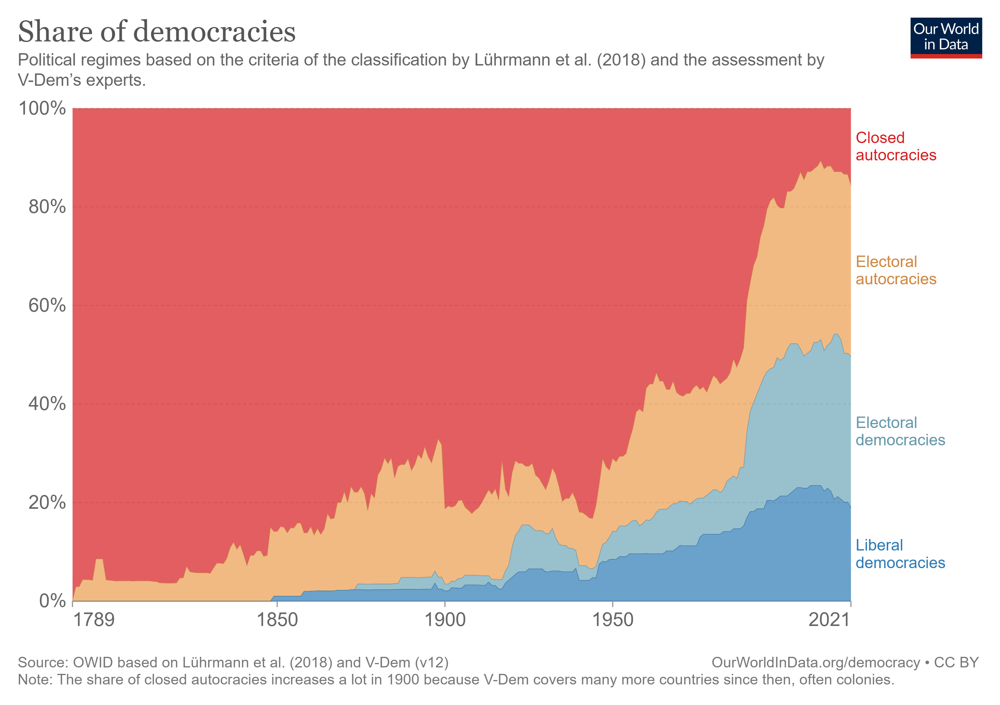 Share of democracies
Our World
in Data
Political regimes based on the criteria of the classification by Lührmann et al. (2018) and the assessment by
V-Dem’s experts.
100%
80%
60%
40%
20%
0%
Closed
autocracies
Electoral
autocracies
Electoral
democracies
Liberal
democracies
1789 1850 1900 1950 2021
Source: OWID based on Lührmann et al. (2018) and V-Dem (v12)
OurWorldInData.org/democracy • CC BY
Note: The share of closed autocracies increases a lot in 1900 because V-Dem covers many more countries since then, often colonies.